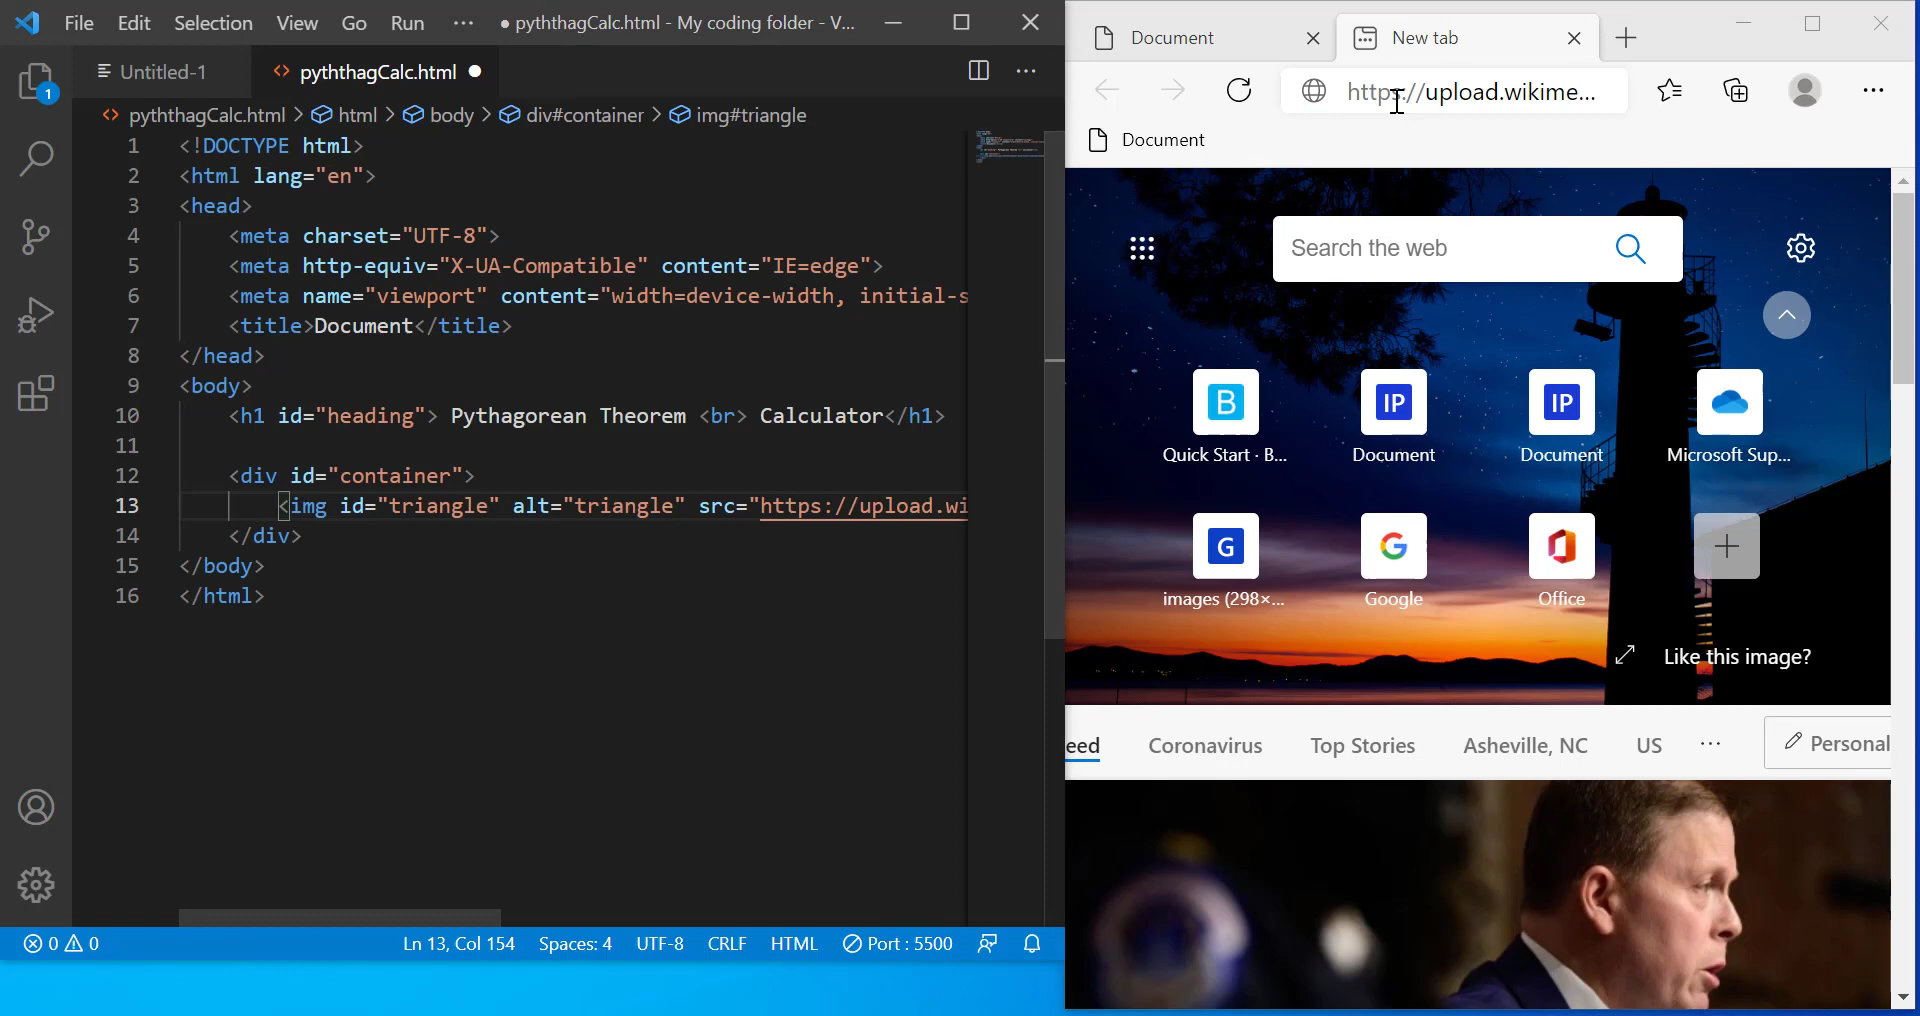 File Edit Selection View Go Run ··· ● pyththagCalc.html - My coding folder - V...
Untitled-1
<> pyththagCalc.html ●
<> pyththagCalc.html > html > body > div#container > img#triangle
1 <!DOCTYPE html>
2 <html lang="en">
3 <head>
4 <meta charset="UTF-8">
5 <meta http-equiv="X-UA-Compatible" content="IE=edge">
6 <meta name="viewport" content="width=device-width, initial-s
7 <title>Document</title>
8 </head>
9 <body>
10 <h1 id="heading"> Pythagorean Theorem <br> Calculator</h1>
11
12 <div id="container">
13 <img id="triangle" alt="triangle" src="https://upload.wi
14 </div>
15 </body>
16 </html>
1
0 0
Ln 13, Col 154 Spaces: 4 UTF-8 CRLF HTML Port : 5500
Document
New tab
https://upload.wikime...
Document
Search the web
B
Quick Start · B...
IP
Document
IP
Document
Microsoft Sup...
G
images (298×...
Google
Office
Like this image?
eed Coronavirus Top Stories Asheville, NC US ··· Personal